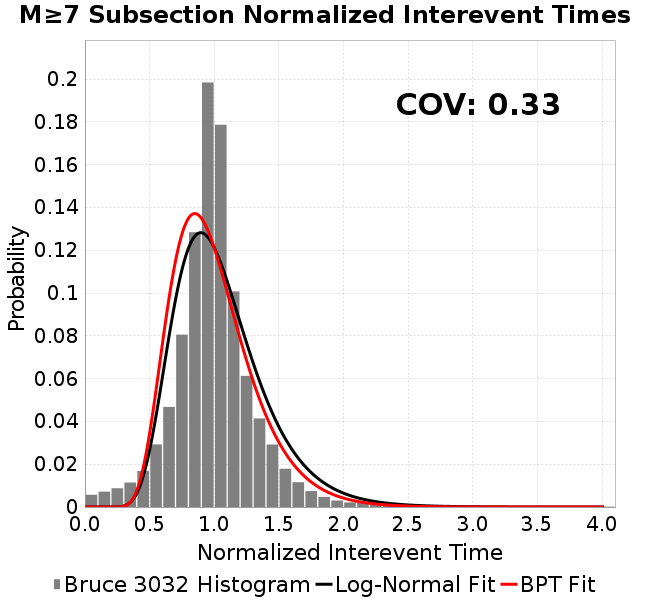 M≥7 Subsection Normalized Interevent Times
COV: 0.33
Probability
0.2
0.18
0.16
0.14
0.12
0.1
0.08
0.06
0.04
0.02
0
0.0 0.5 1.0 1.5 2.0 2.5 3.0 3.5 4.0
Normalized Interevent Time
Bruce 3032 Histogram Log-Normal Fit BPT Fit